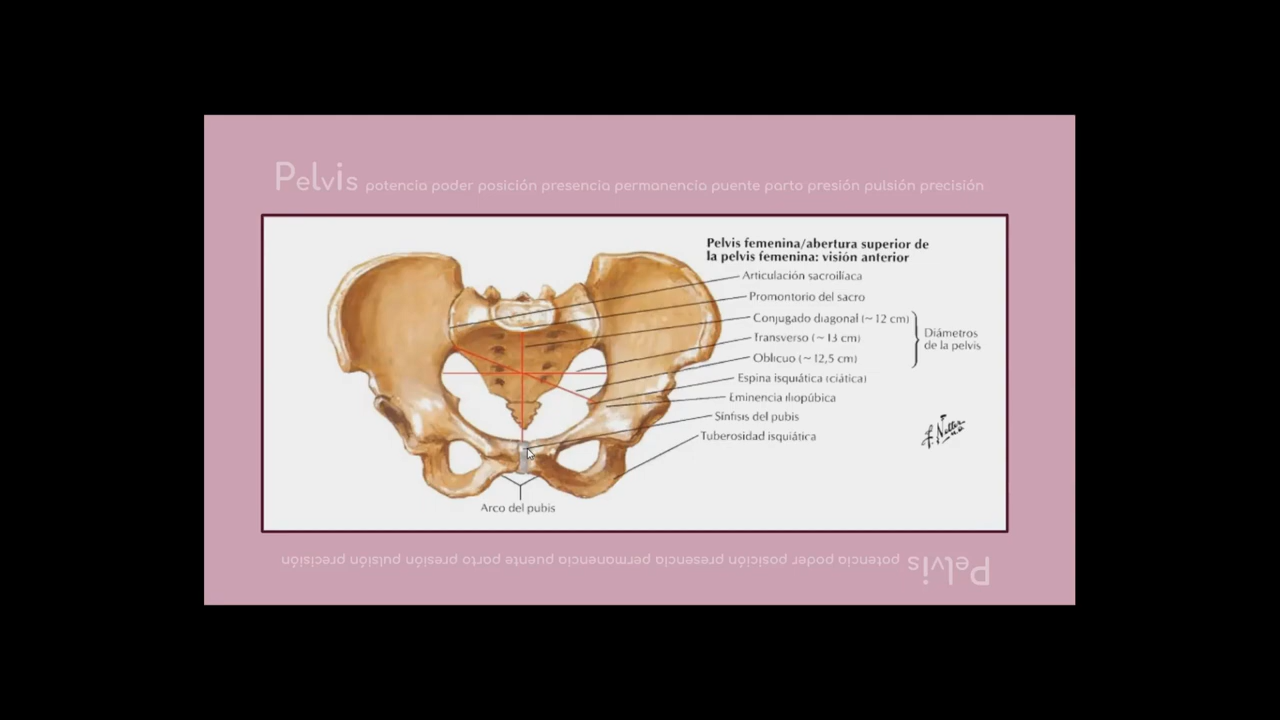 Pelvis potencia poder posición presencia permanencia puente parto presión pulsión precisión
Pelvis femenina/abertura superior de
la pelvis femenina: visión anterior
Articulación sacroilíaca
Promontorio del sacro
Conjugado diagonal (~12 cm)
Transverso (~13 cm)
Oblicuo (~12,5 cm)
Diámetros
de la pelvis
Espina isquiática (ciática)
Eminencia iliopúbica
Sínfisis del pubis
Tuberosidad isquiática
Arco del pubis
F. Netter
Pelvis potencia poder posición presencia permanencia puente parto presión pulsión precisión